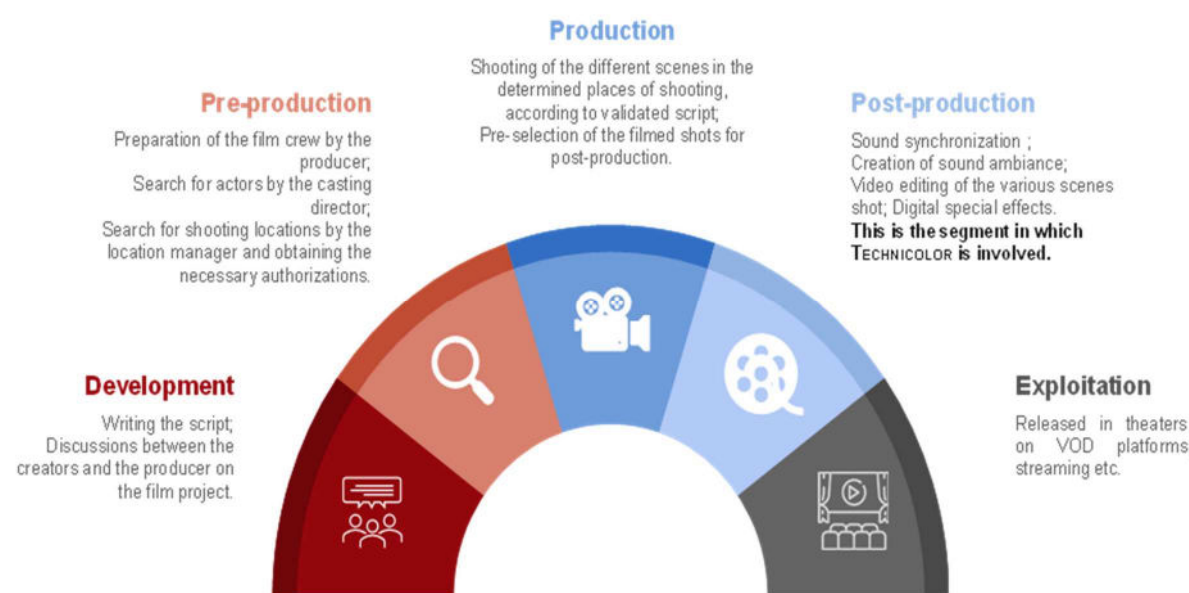 Development
Writing the script;
Discussions between the
creators and the producer on
the film project.
Pre-production
Preparation of the film crew by the
producer;
Search for actors by the casting
director;
Search for shooting locations by the
location manager and obtaining the
necessary authorizations.
Production
Shooting of the different scenes in the
determined places of shooting,
according to validated script;
Pre-selection of the filmed shots for
post-production.
Post-production
Sound synchronization ;
Creation of sound ambiance;
Video editing of the various scenes
shot; Digital special effects.
This is the segment in which
TECHNICOLOR is involved.
Exploitation
Released in theaters
on VOD platforms
streaming etc.